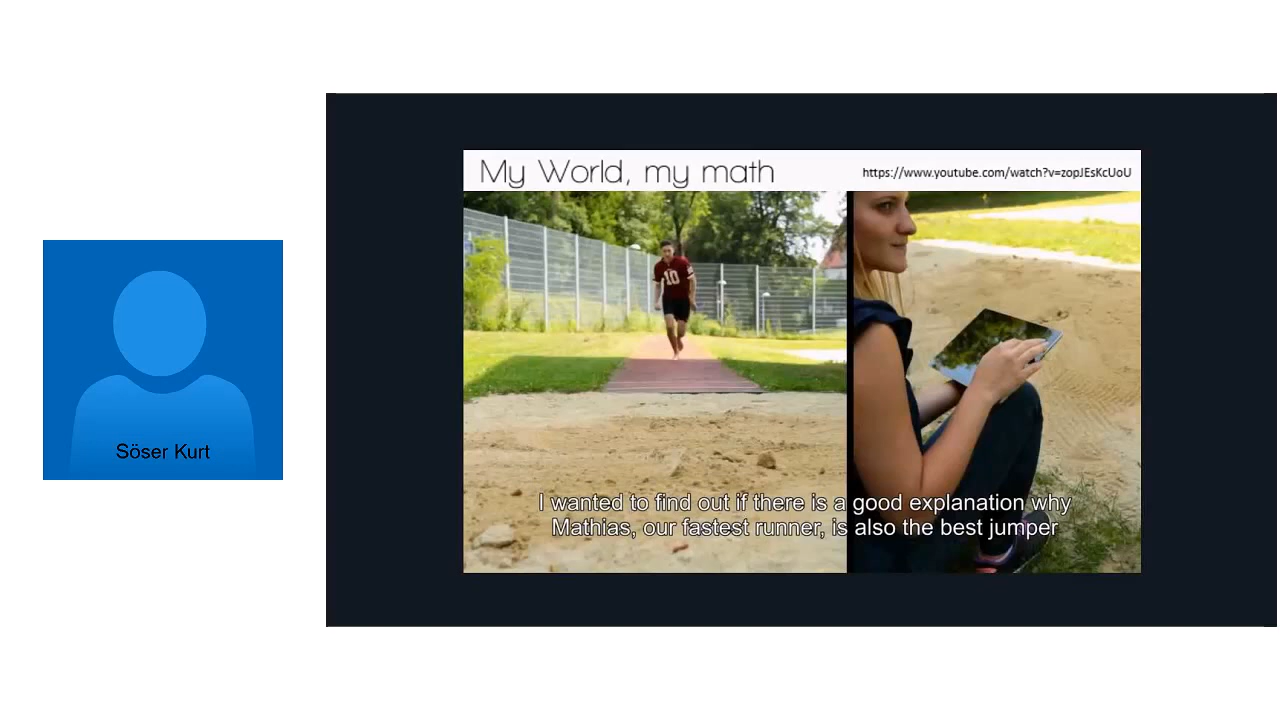 My World, my math
https://www.youtube.com/watch?v=zopJEsKcUoU
10
Söser Kurt
I wanted to find out if there is a good explanation why
Mathias, our fastest runner, is also the best jumper